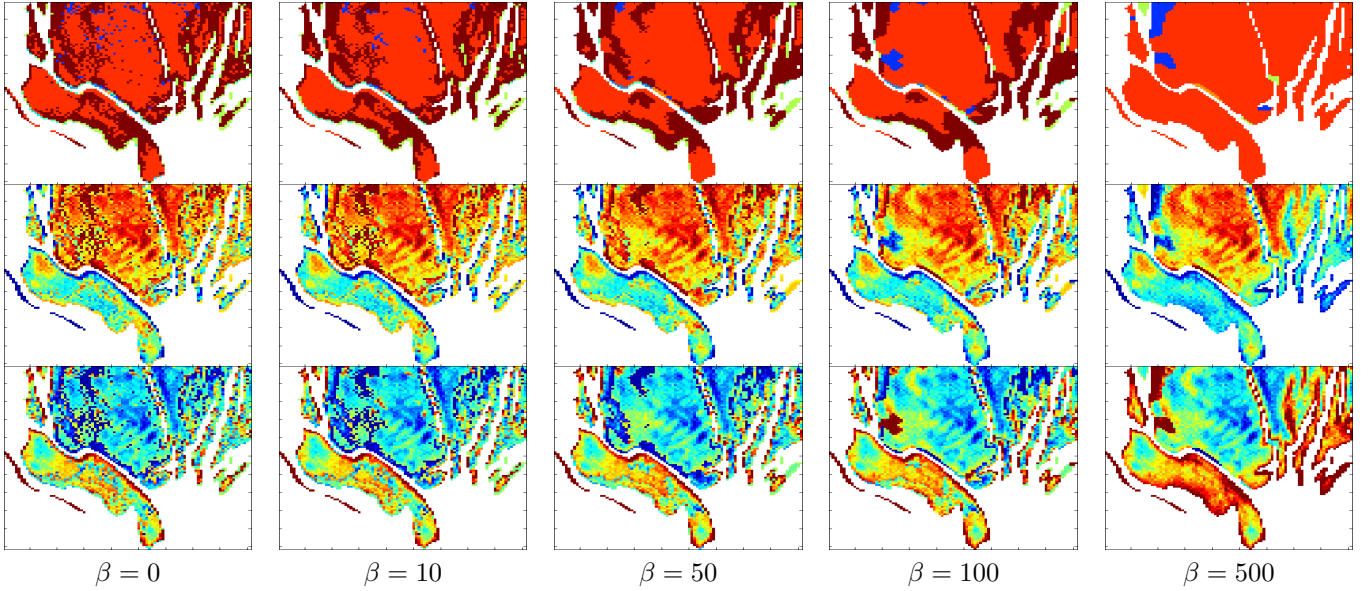 β = 0
β = 10
β = 50
β = 100
β = 500